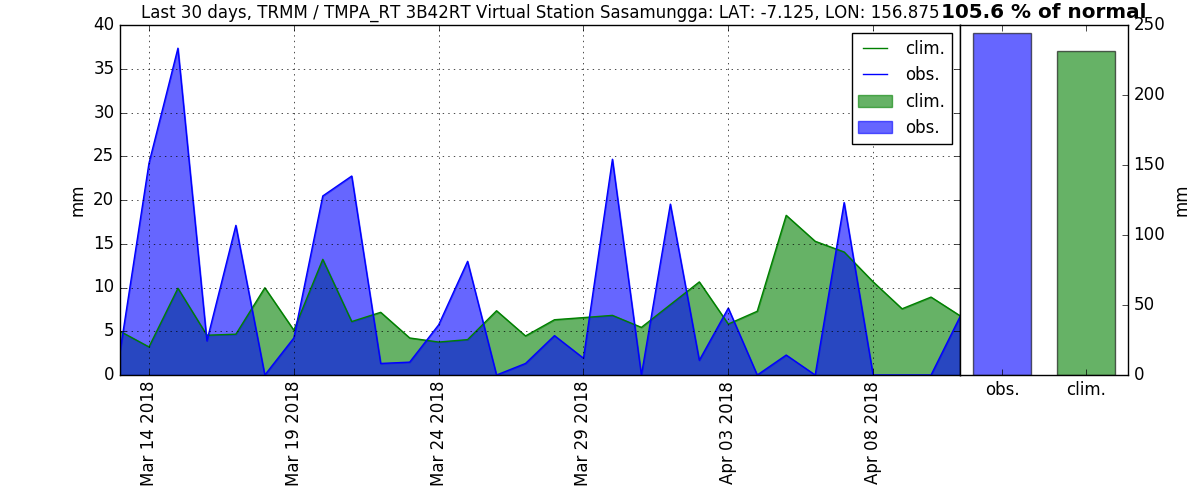 Last 30 days, TRMM / TMPA_RT 3B42RT Virtual Station Sasamungga: LAT: -7.125, LON: 156.875
105.6 % of normal
40
35
30
25
20
15
10
5
0
mm
clim.
obs.
clim.
obs.
Mar 14 2018
Mar 19 2018
Mar 24 2018
Mar 29 2018
Apr 03 2018
Apr 08 2018
250
200
150
100
50
0
mm
obs.
clim.